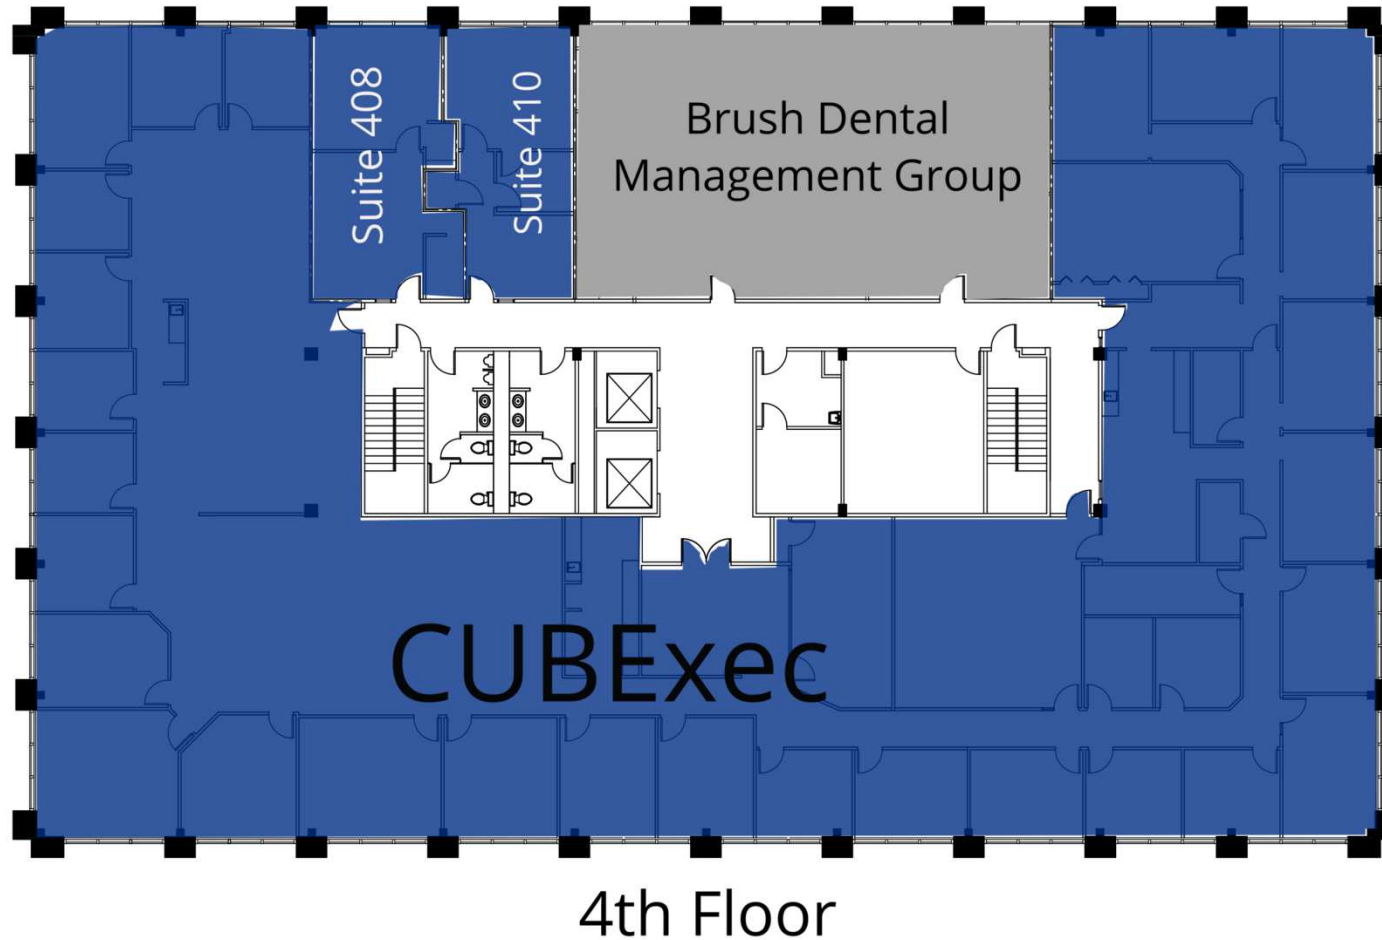 Suite 408
Suite 410
Brush Dental
Management Group
CUBExec
4th Floor